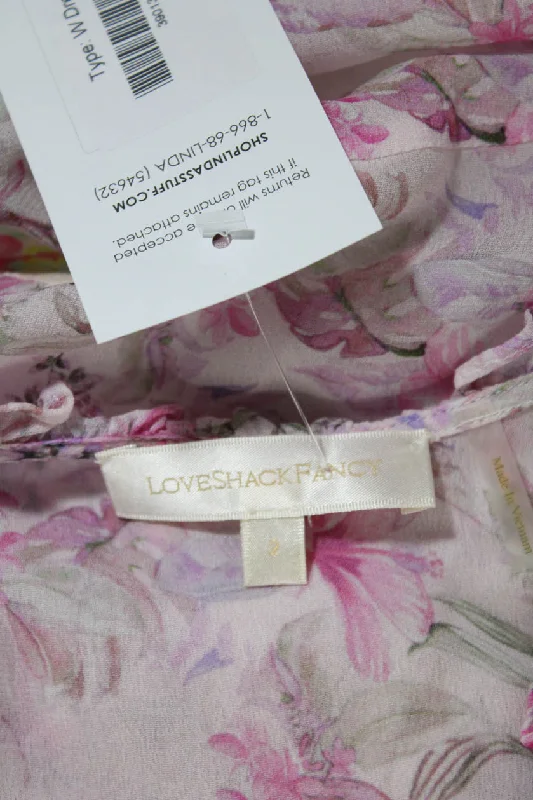 Type: W Dr
SHOPLINDASSTUFF.COM
1-866-68-LINDA (54632)
Returns will
accepted
if this tag remains attached.
LOVESHACKFANCY
Made In Vietnam